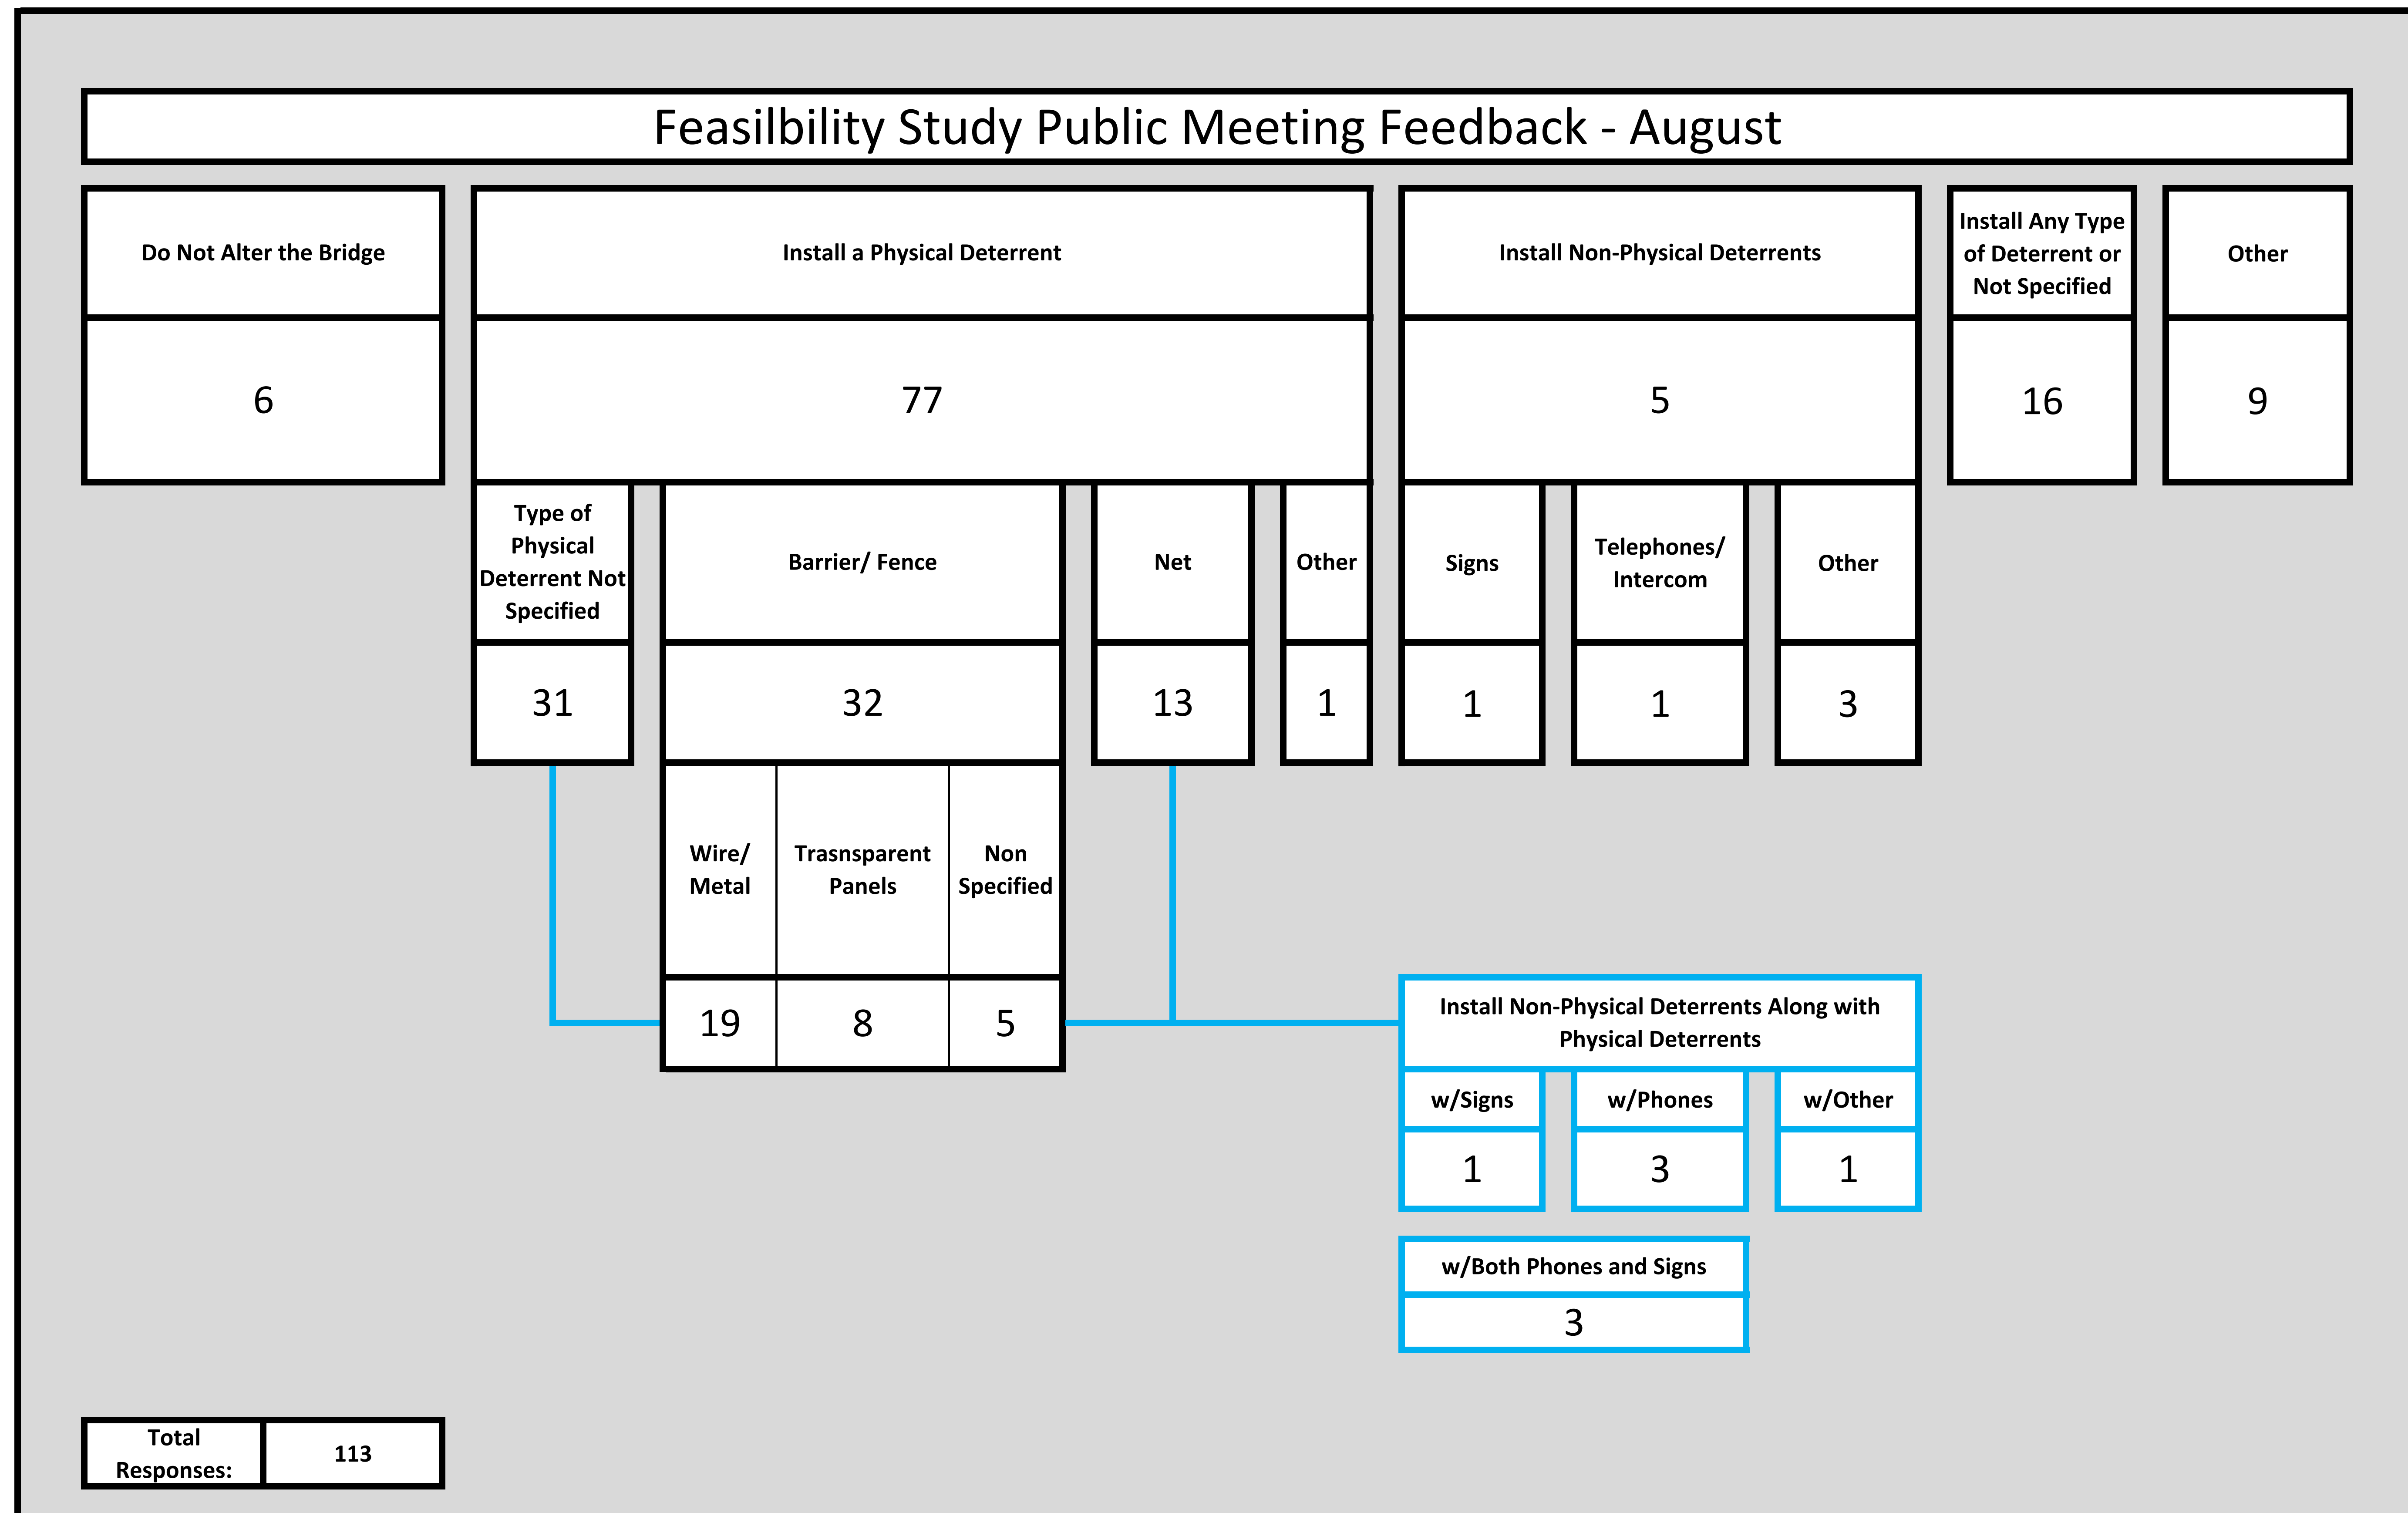 Feasilbility Study Public Meeting Feedback - August
Do Not Alter the Bridge
Install a Physical Deterrent
Install Non-Physical Deterrents
Install Any Type
of Deterrent or
Not Specified
Other
6
77
5
16
9
Type of
Physical
Deterrent Not
Specified
Barrier/ Fence
Net
Other
Signs
Telephones/
Intercom
Other
31
32
13
1
1
1
3
Wire/
Metal
Trasnsparent
Panels
Non
Specified
19
8
5
Install Non-Physical Deterrents Along with
Physical Deterrents
w/Signs
w/Phones
w/Other
1
3
1
w/Both Phones and Signs
3
Total
Responses:
113